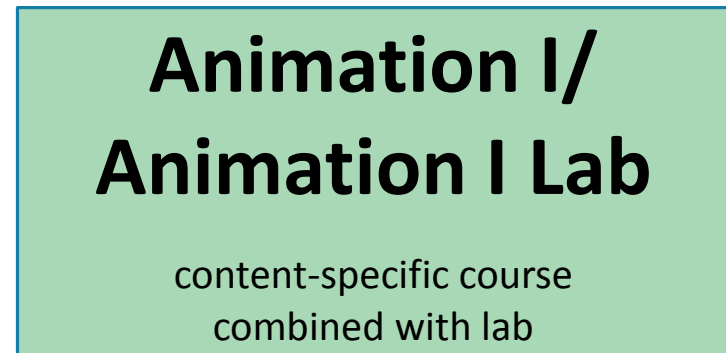 Animation I/
Animation I Lab
content-specific course
combined with lab